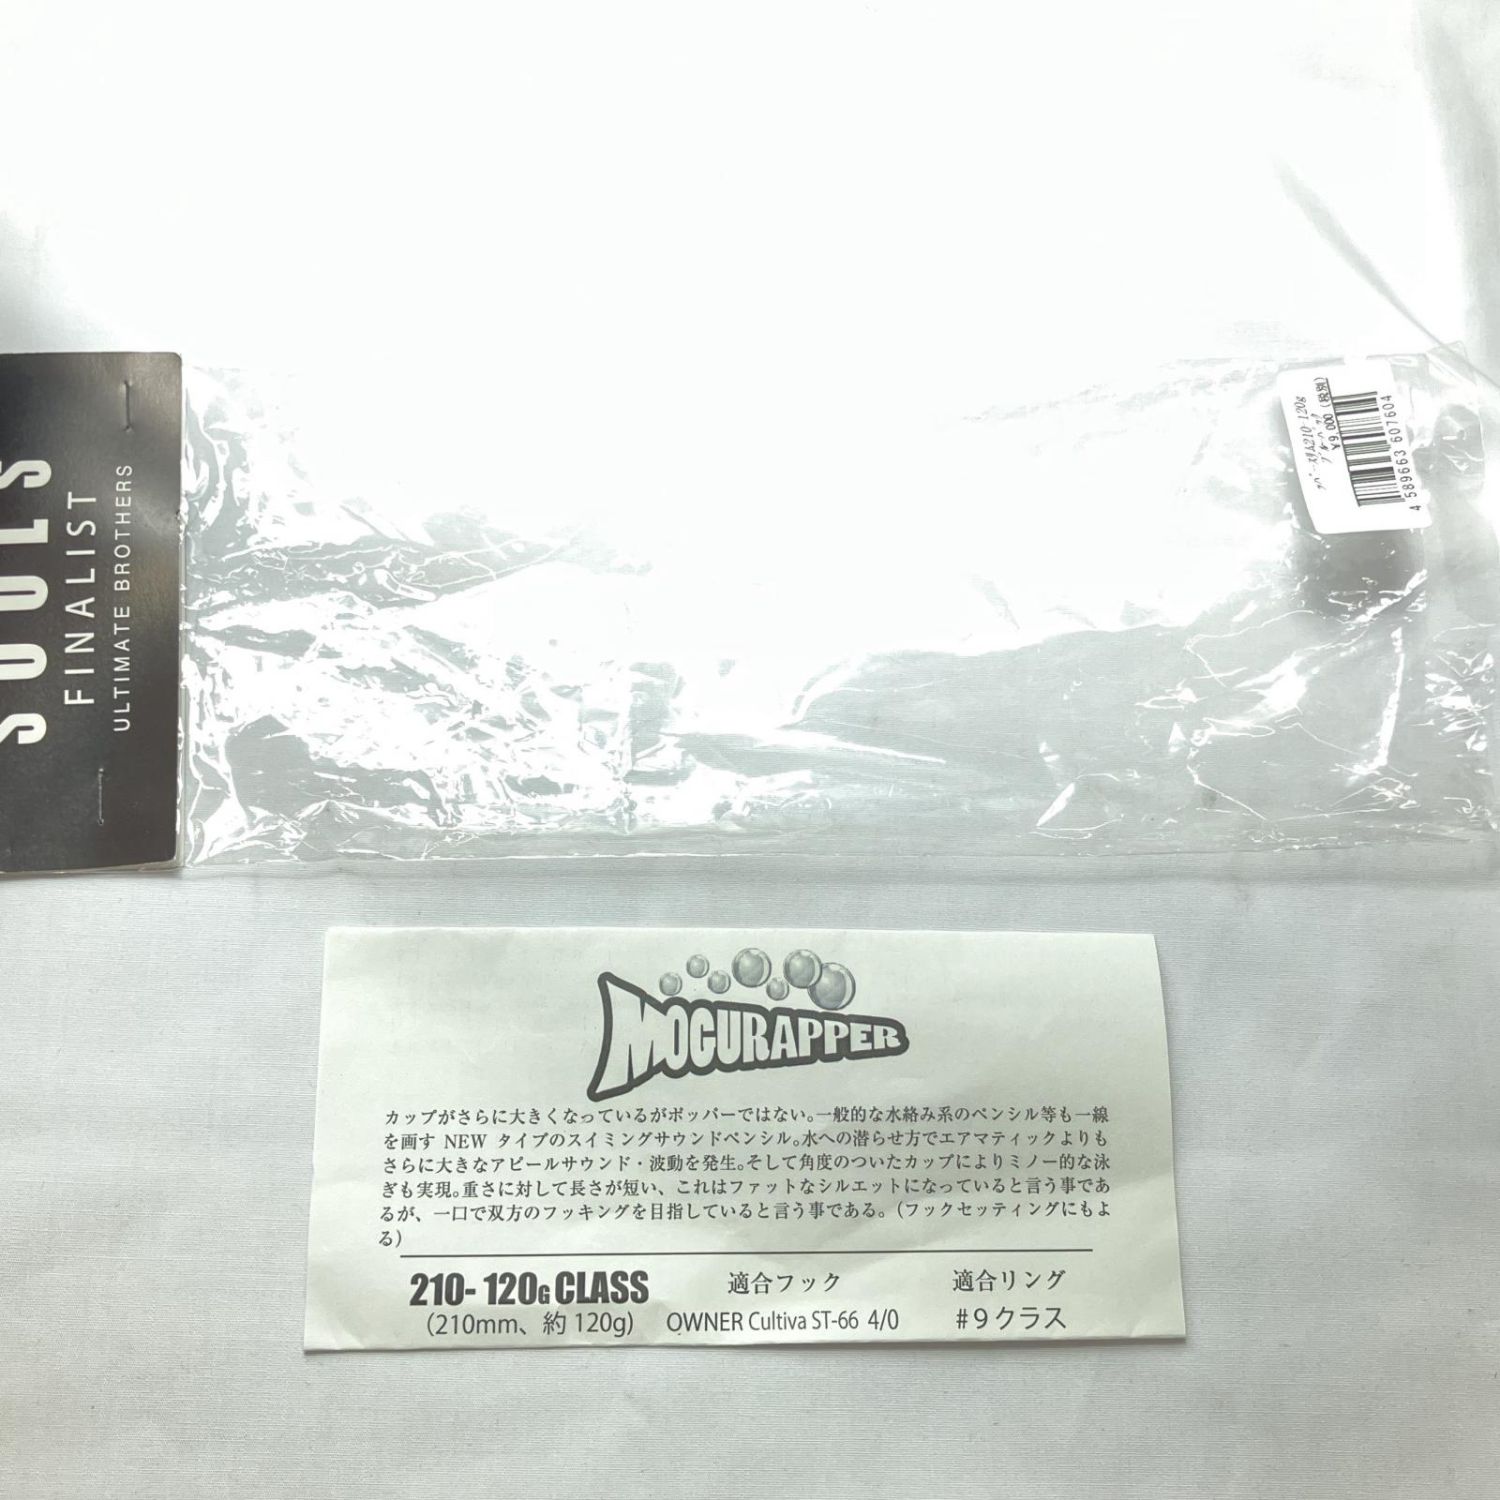 SOULS
FINALIST
ULTIMATE BROTHERS
210-120g
¥9,000 (税別)
4 589663 607604
MOGURAPPER
カップがさらに大きくなっているがポッパーではない。一般的な水絡み系のペンシル等も一線
を画す NEW タイプのスイミングサウンドペンシル。水への潜らせ方でエアマティックよりも
さらに大きなアピールサウンド・波動を発生。そして角度のついたカップによりミノー的な泳
ぎも実現。重さに対して長さが短い、これはファットなシルエットになっていると言う事であ
るが、一口で双方のフッキングを目指していると言う事である。(フックセッティングにもよ
る)
210- 120G CLASS
(210mm、約120g)
適合フック
OWNER Cultiva ST-66 4/0
適合リング
#9クラス